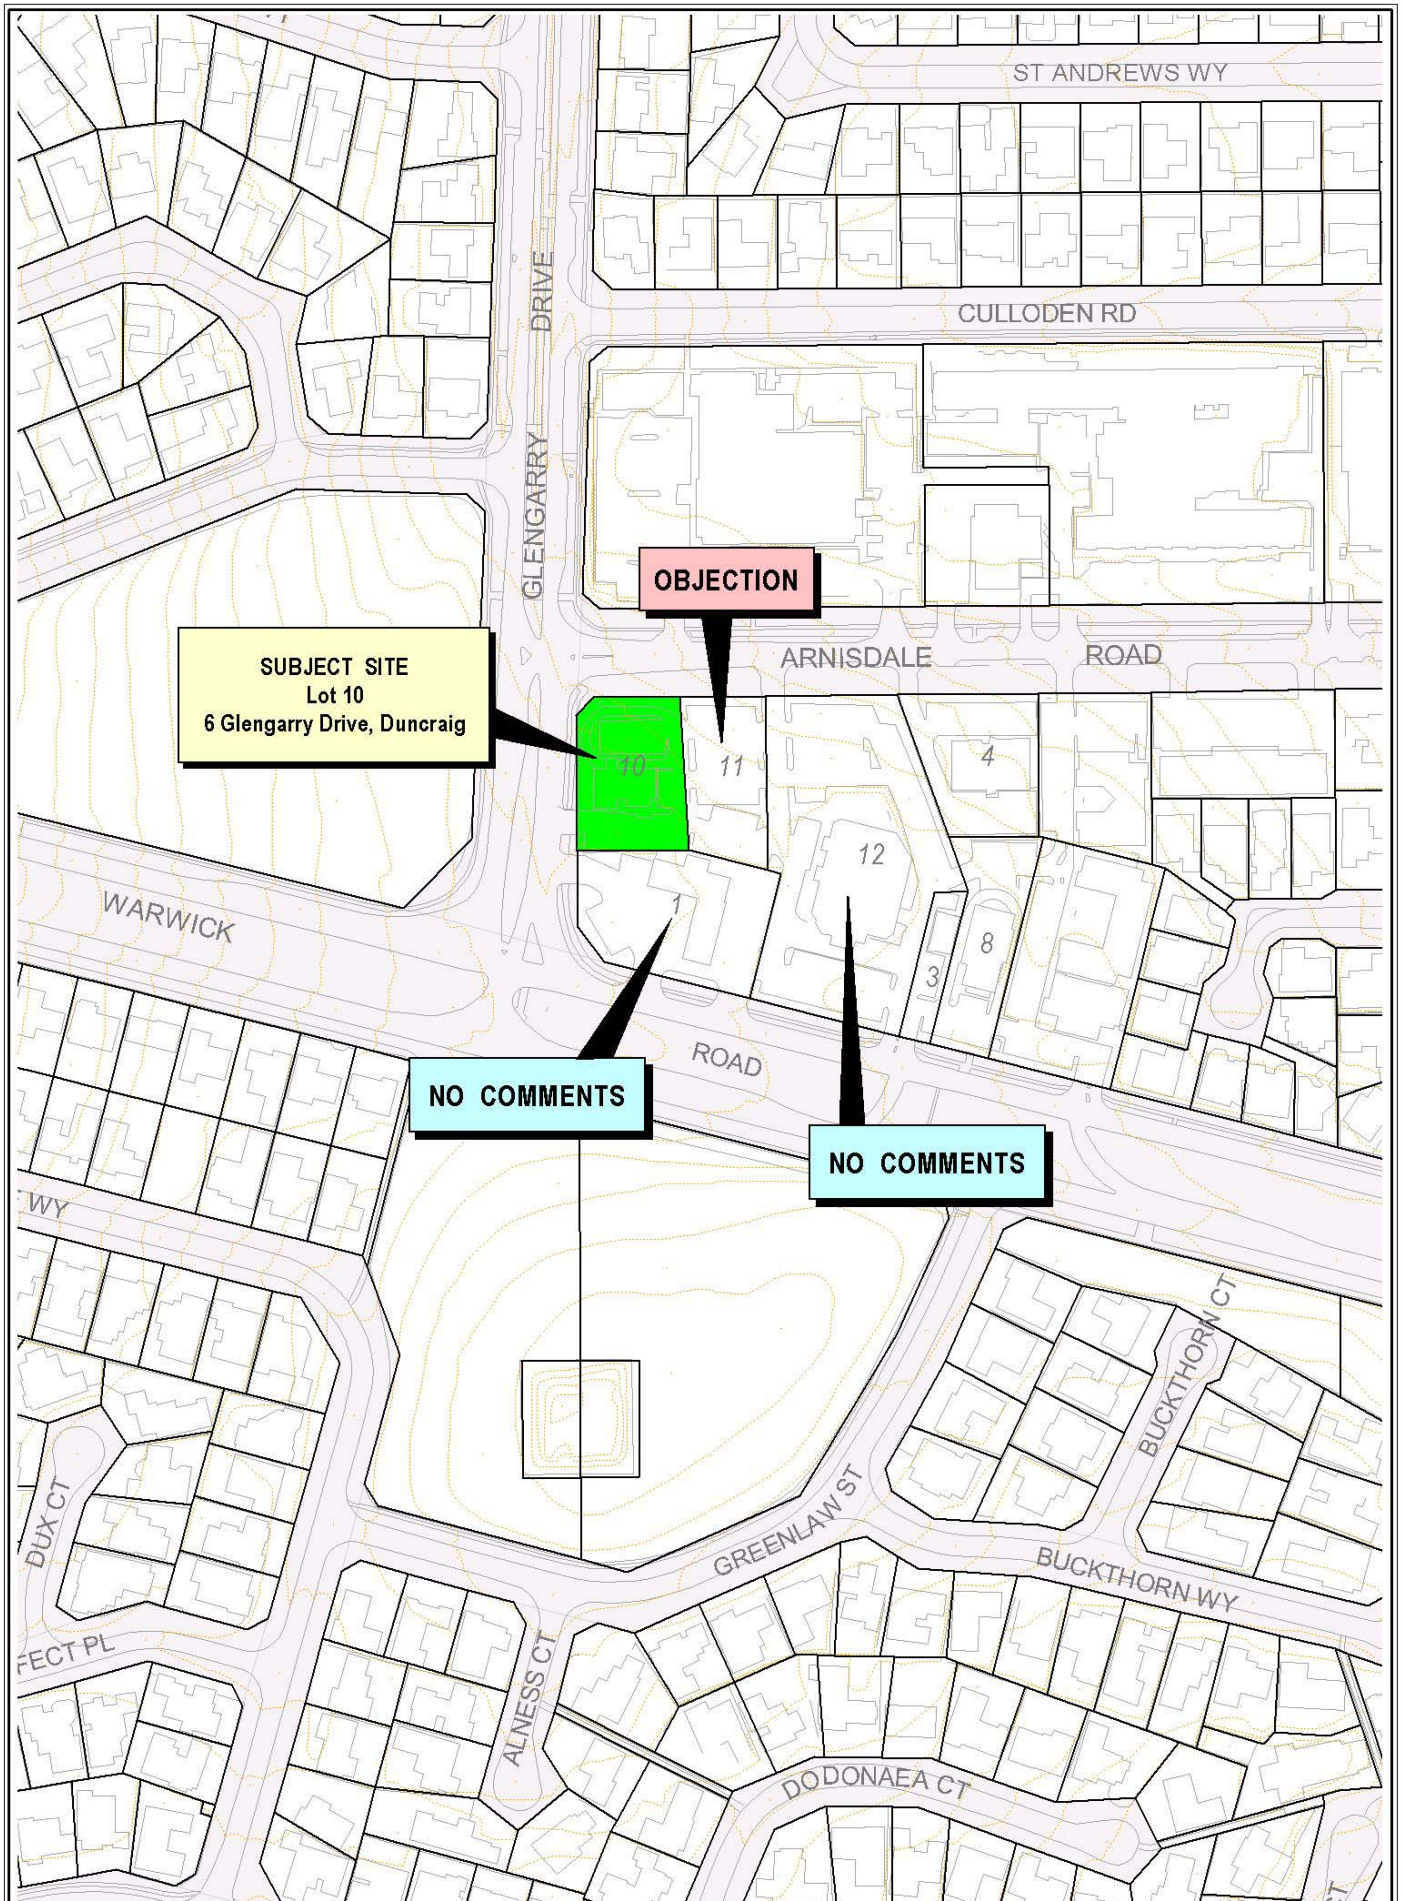 ST ANDREWS WY
DRIVE
CULLODEN RD
GLENGARRY
OBJECTION
SUBJECT SITE
Lot 10
6 Glengarry Drive, Duncraig
ARNISDALE
ROAD
10
11
4
12
1
8
3
WARWICK
ROAD
NO COMMENTS
NO COMMENTS
WY
BUCKTHORN CT
DUX CT
GREENLAW ST
BUCKTHORN WY
FECT PL
ALNESS CT
DODONAEA CT